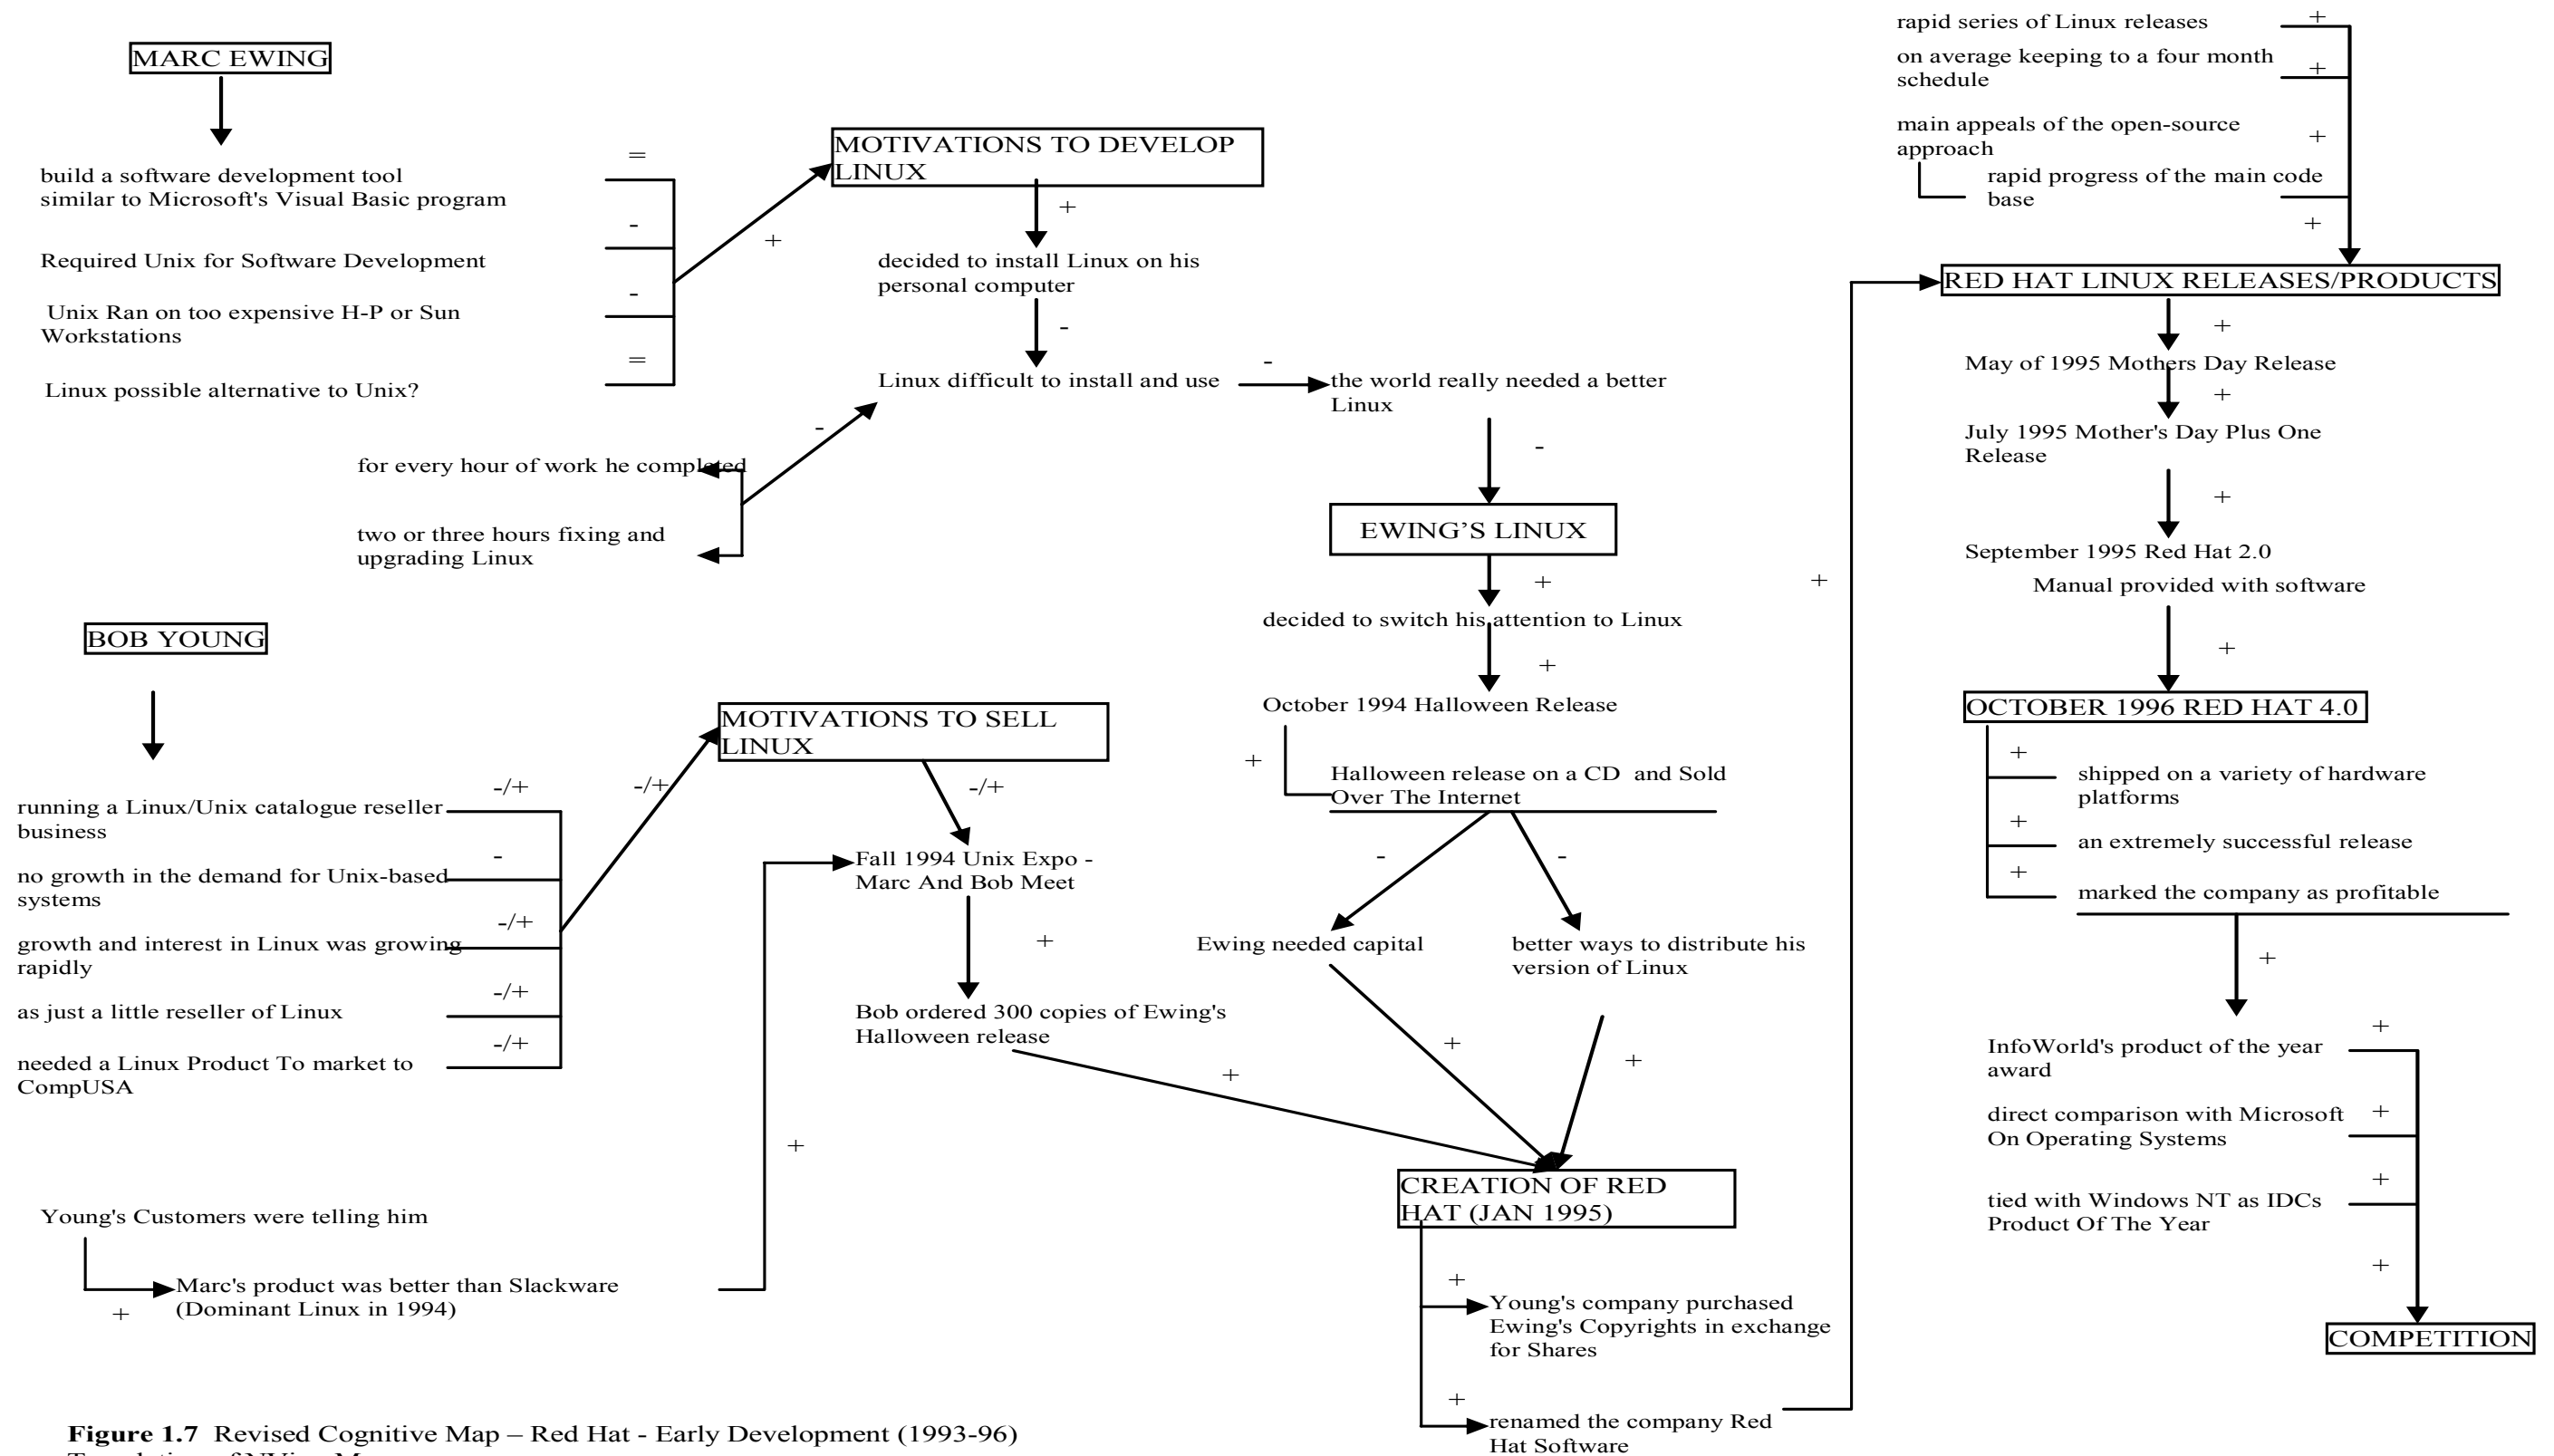 MARC EWING
build a software development tool
similar to Microsoft's Visual Basic program
=
Required Unix for Software Development
-
Unix Ran on too expensive H-P or Sun
Workstations
-
Linux possible alternative to Unix?
=
+
MOTIVATIONS TO DEVELOP
LINUX
+
decided to install Linux on his
personal computer
-
Linux difficult to install and use
-
the world really needed a better
Linux
-
for every hour of work he completed
two or three hours fixing and
upgrading Linux
-
EWING’S LINUX
+
decided to switch his attention to Linux
+
October 1994 Halloween Release
+
Halloween release on a CD and Sold
Over The Internet
-
-
Ewing needed capital
better ways to distribute his
version of Linux
+
+
BOB YOUNG
running a Linux/Unix catalogue reseller
business
-/+
no growth in the demand for Unix-based
systems
-
growth and interest in Linux was growing
rapidly
-/+
as just a little reseller of Linux
-/+
needed a Linux Product To market to
CompUSA
-/+
-/+
MOTIVATIONS TO SELL
LINUX
-/+
Fall 1994 Unix Expo -
Marc And Bob Meet
+
Bob ordered 300 copies of Ewing's
Halloween release
+
Young's Customers were telling him
+
Marc's product was better than Slackware
(Dominant Linux in 1994)
+
CREATION OF RED
HAT (JAN 1995)
+
Young's company purchased
Ewing's Copyrights in exchange
for Shares
+
renamed the company Red
Hat Software
+
rapid series of Linux releases
+
on average keeping to a four month
schedule
+
main appeals of the open-source
approach
+
rapid progress of the main code
base
+
RED HAT LINUX RELEASES/PRODUCTS
+
May of 1995 Mothers Day Release
+
July 1995 Mother's Day Plus One
Release
+
September 1995 Red Hat 2.0
Manual provided with software
+
OCTOBER 1996 RED HAT 4.0
+
shipped on a variety of hardware
platforms
+
an extremely successful release
+
marked the company as profitable
+
InfoWorld's product of the year
award
+
direct comparison with Microsoft
On Operating Systems
+
tied with Windows NT as IDCs
Product Of The Year
+
+
COMPETITION
Figure 1.7 Revised Cognitive Map – Red Hat - Early Development (1993-96)